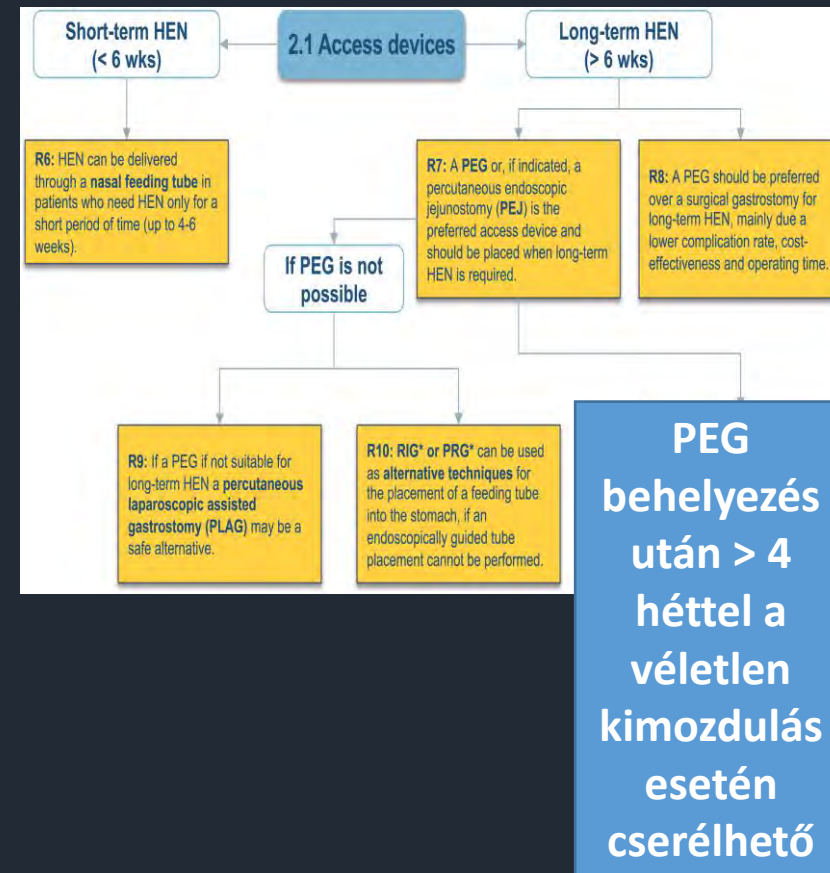 Short-term HEN
(< 6 wks)
2.1 Access devices
Long-term HEN
(> 6 wks)
R6: HEN can be delivered
through a nasal feeding tube in
patients who need HEN only for a
short period of time (up to 4-6
weeks).
R7: A PEG or, if indicated, a
percutaneous endoscopic
jejunostomy (PEJ) is the
preferred access device and
should be placed when long-term
HEN is required.
R8: A PEG should be preferred
over a surgical gastrostomy for
long-term HEN, mainly due a
lower complication rate, cost-
effectiveness and operating time.
If PEG is not
possible
R9: If a PEG if not suitable for
long-term HEN a percutaneous
laparoscopic assisted
gastrostomy (PLAG) may be a
safe alternative.
R10: RIG* or PRG* can be used
as alternative techniques for
the placement of a feeding tube
into the stomach, if an
endoscopically guided tube
placement cannot be performed.
PEG
behelyezés
után > 4
héttel a
véletlen
kimozdulás
esetén
cserélhető